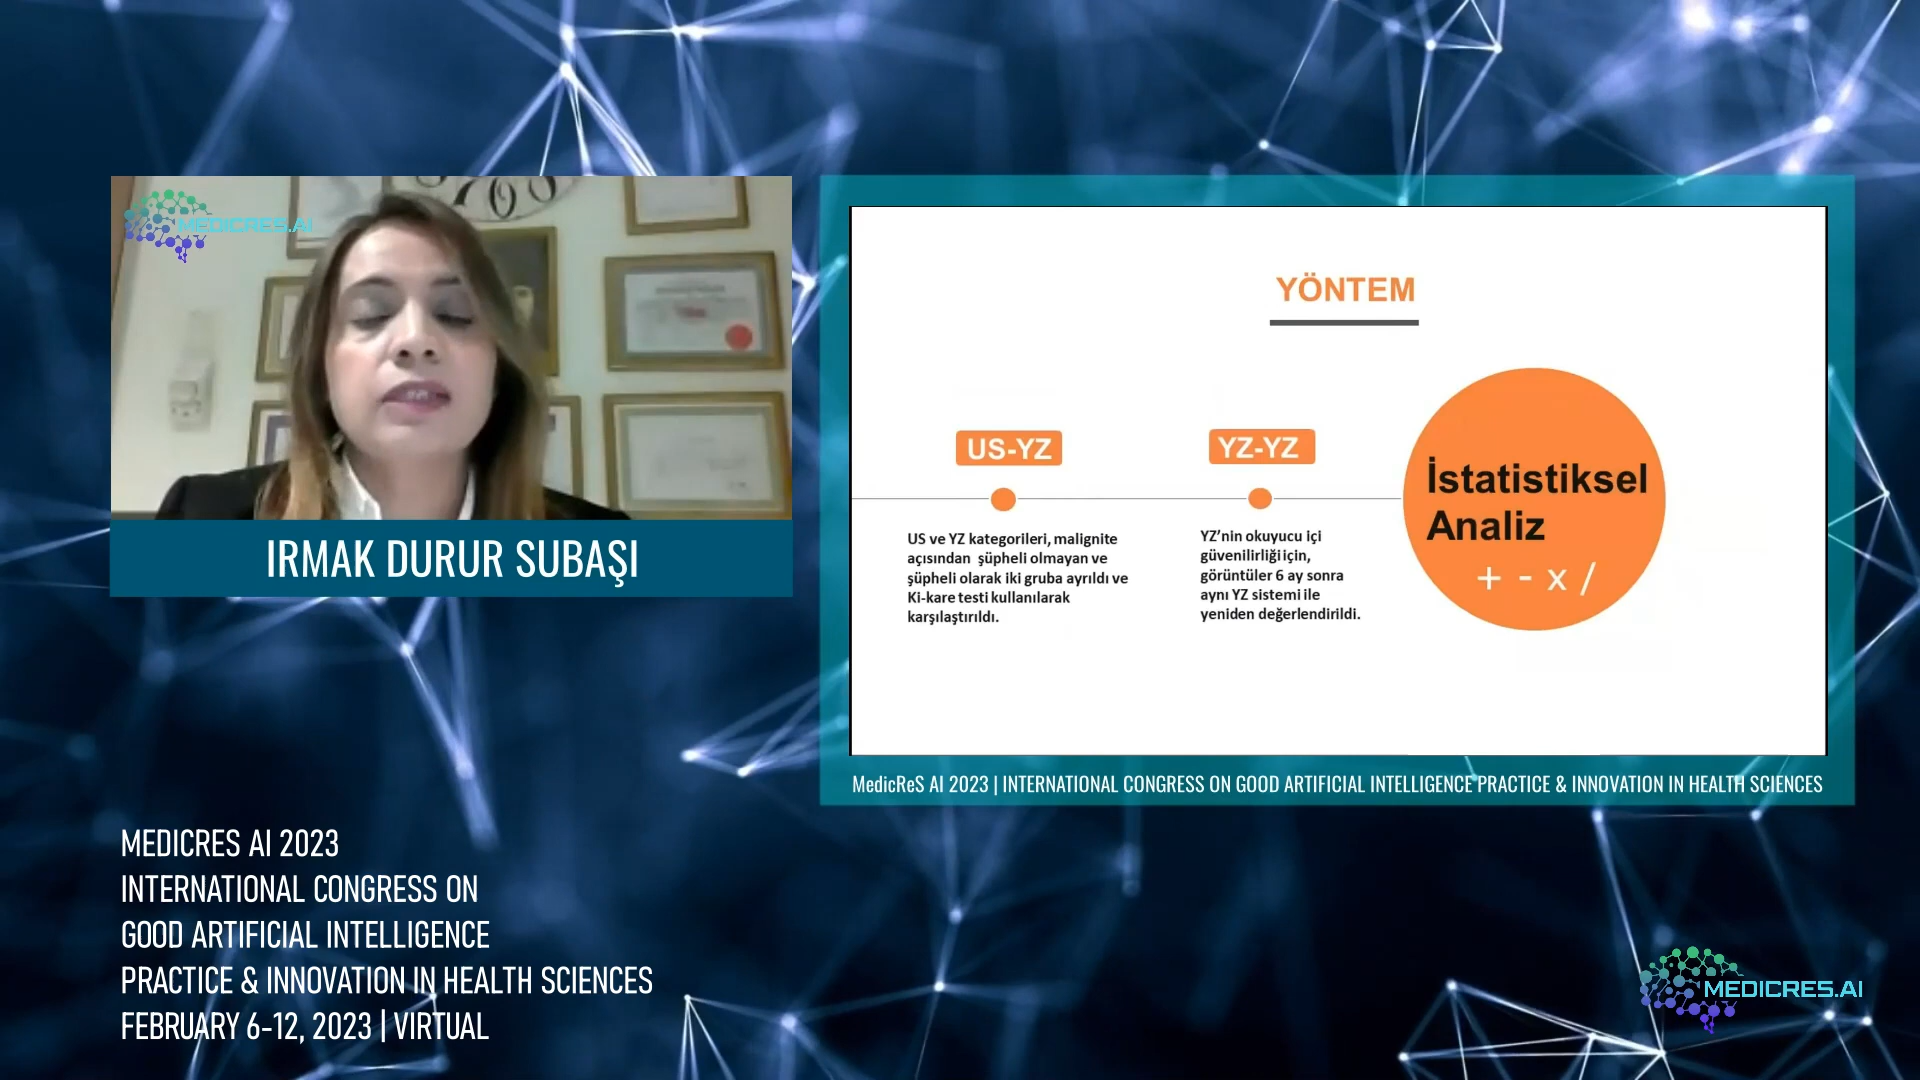 MEDICRES.AI
IRMAK DURUR SUBAŞI
YÖNTEM
US-YZ
US ve YZ kategorileri, malignite
açısından şüpheli olmayan ve
şüpheli olarak iki gruba ayrıldı ve
Ki-kare testi kullanılarak
karşılaştırıldı.
YZ-YZ
YZ’nin okuyucu içi
güvenilirliği için,
görüntüler 6 ay sonra
aynı YZ sistemi ile
yeniden değerlendirildi.
İstatistiksel
Analiz
+ - x /
MedicReS AI 2023 | INTERNATIONAL CONGRESS ON GOOD ARTIFICIAL INTELLIGENCE PRACTICE & INNOVATION IN HEALTH SCIENCES
MEDICRES AI 2023
INTERNATIONAL CONGRESS ON
GOOD ARTIFICIAL INTELLIGENCE
PRACTICE & INNOVATION IN HEALTH SCIENCES
FEBRUARY 6-12, 2023 | VIRTUAL
MEDICRES.AI